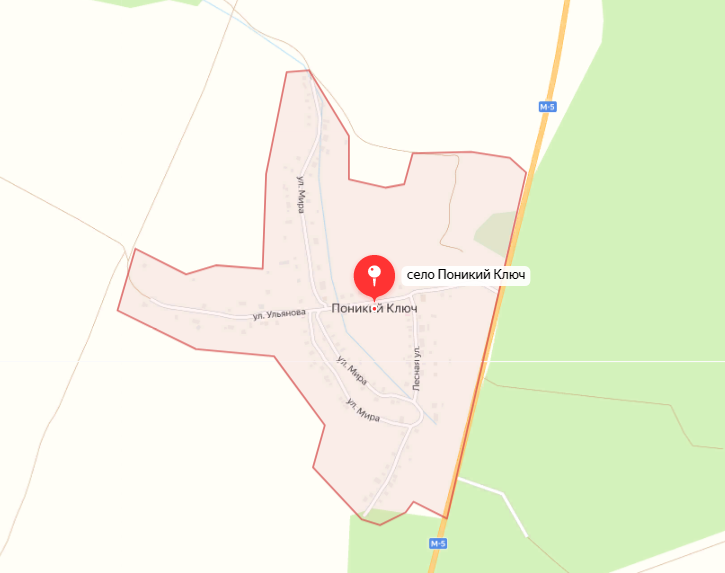 М-5
ул. Мира
село Поникий Ключ
Поникий Ключ
ул. Ульянова
ул. Мира
Лесная ул.
ул. Мира
М-5